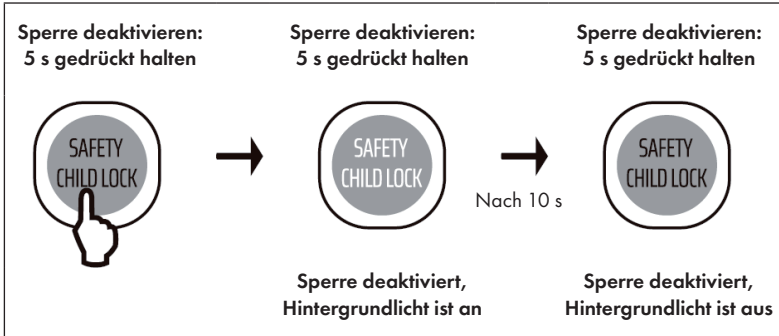 Sperre deaktivieren:
5 s gedrückt halten
SAFETY
CHILD LOCK
Sperre deaktivieren:
5 s gedrückt halten
SAFETY
CHILD LOCK
Sperre deaktiviert,
Hintergrundlicht ist an
Nach 10 s
Sperre deaktivieren:
5 s gedrückt halten
SAFETY
CHILD LOCK
Sperre deaktiviert,
Hintergrundlicht ist aus